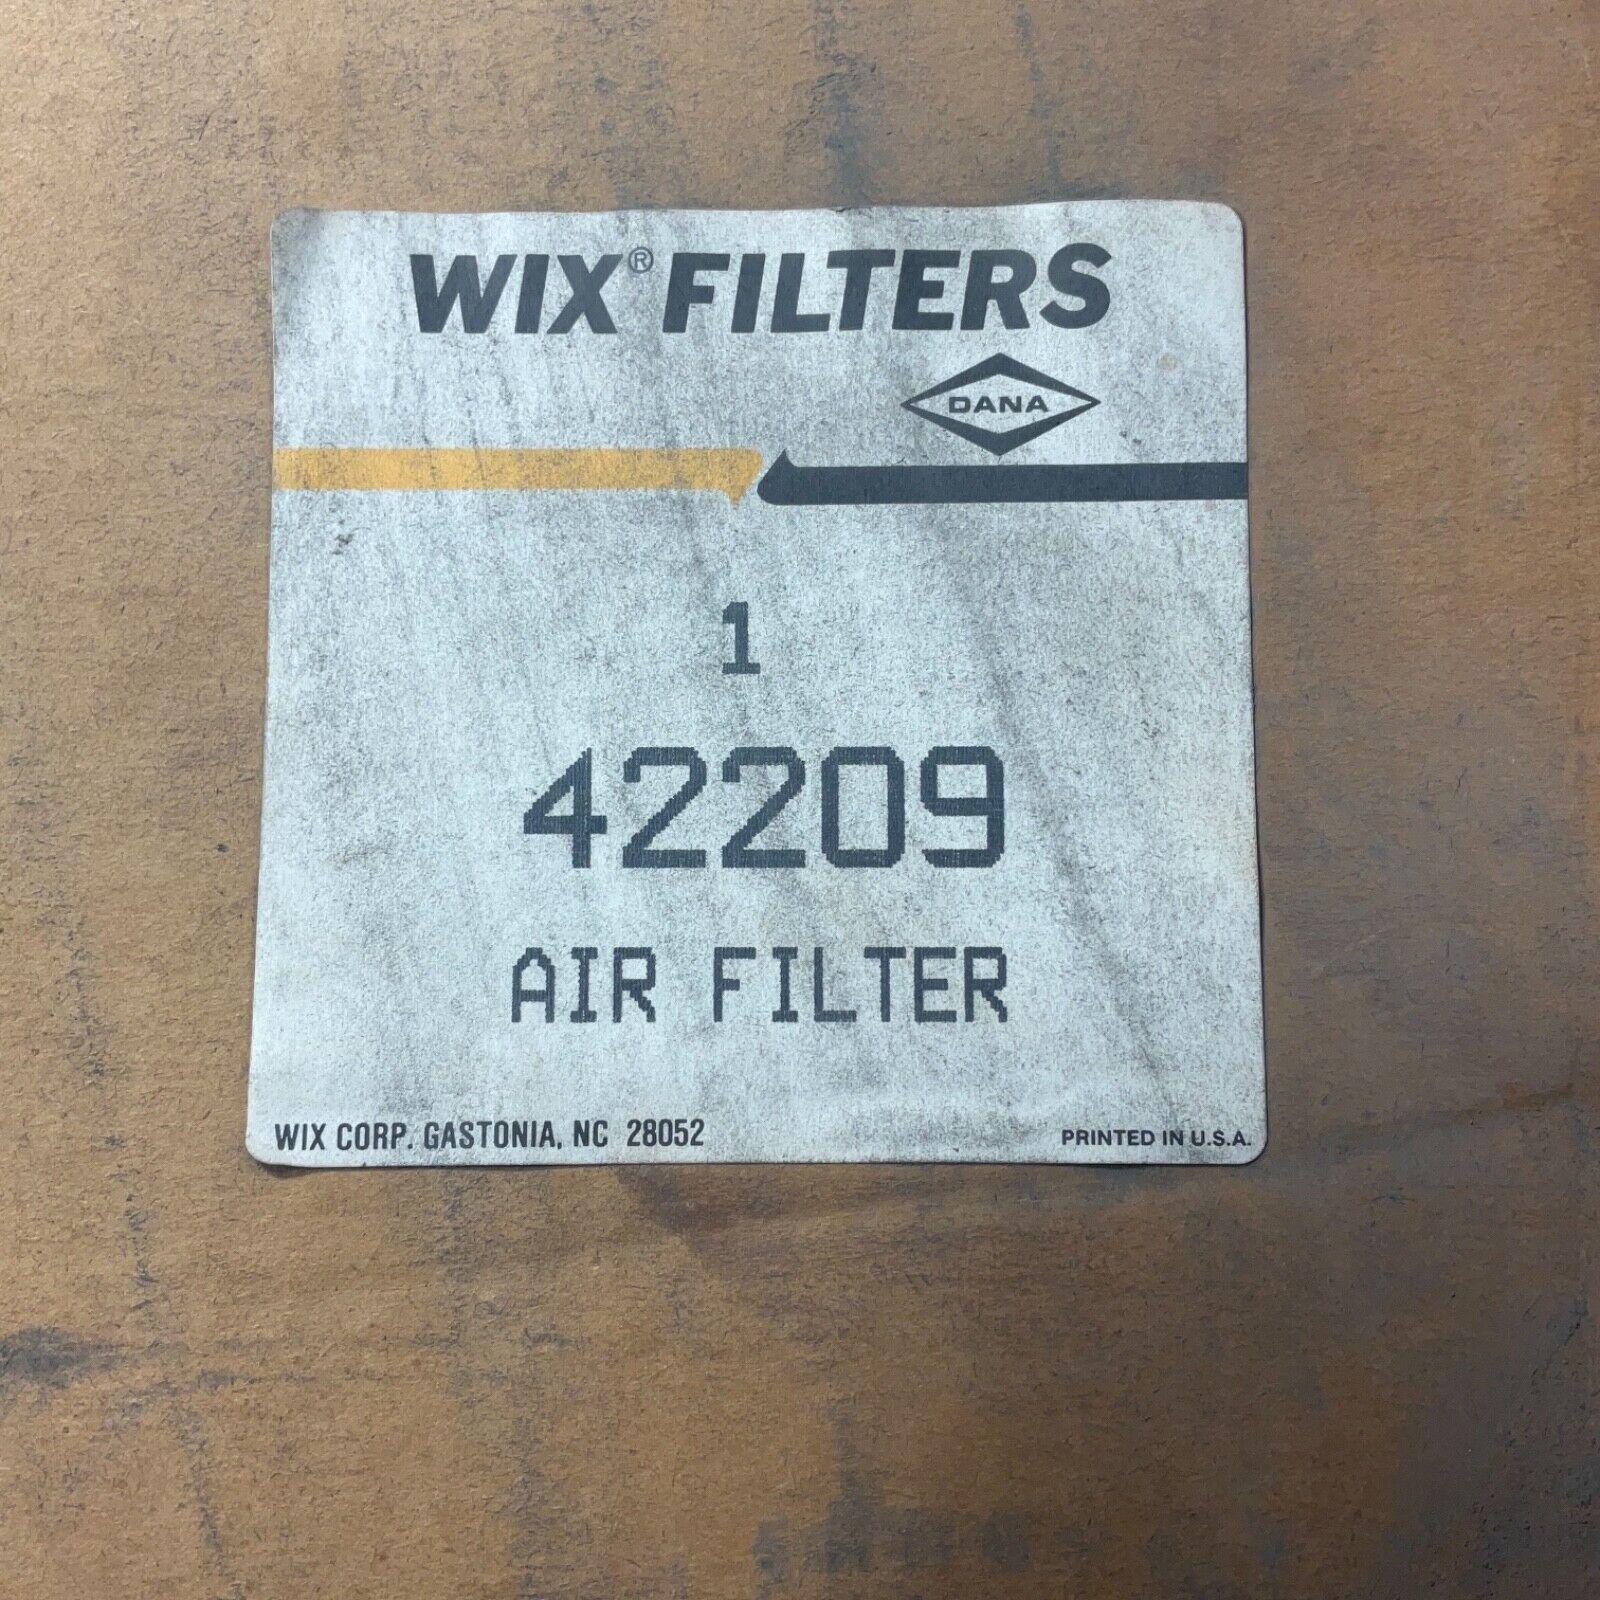 WIX® FILTERS
DANA
1
42209
AIR FILTER
WIX CORP. GASTONIA, NC 28052
PRINTED IN U.S.A.